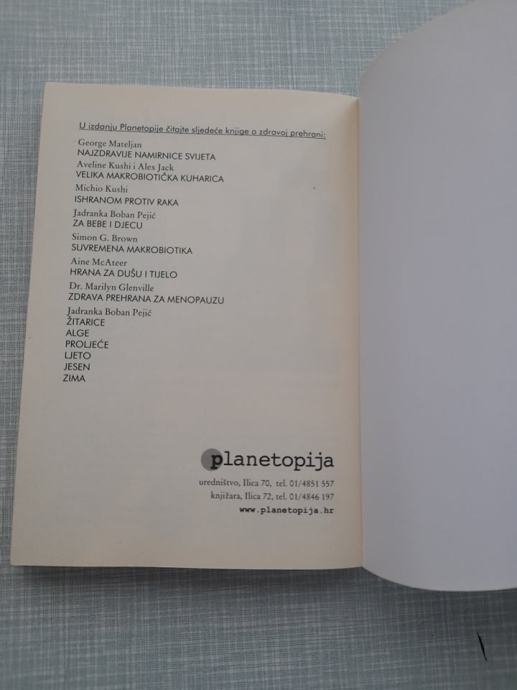 U izdanju Planetopije čitajte sljedeće knjige o zdravoj prehrani:
George Mateljan
NAJZDRAVIJE NAMIRNICE SVIJETA
Aveline Kushi i Alex Jack
VELIKA MAKROBIOTIČKA KUHARICA
Michio Kushi
ISHRANOM PROTIV RAKA
Jadranka Boban Pejić
ZA BEBE I DJECU
Simon G. Brown
SUVREMENA MAKROBIOTIKA
Aine McAteer
HRANA ZA DUŠU I TIJELO
Dr. Marilyn Glenville
ZDRAVA PREHRANA ZA MENOPAUZU
Jadranka Boban Pejić
ŽITARICE
ALGE
PROLJEĆE
LJETO
JESEN
ZIMA
planetopija
uredništvo, Ilica 70, tel. 01/4851 557
knjižara, Ilica 72, tel. 01/4846 197
www.planetopija.hr